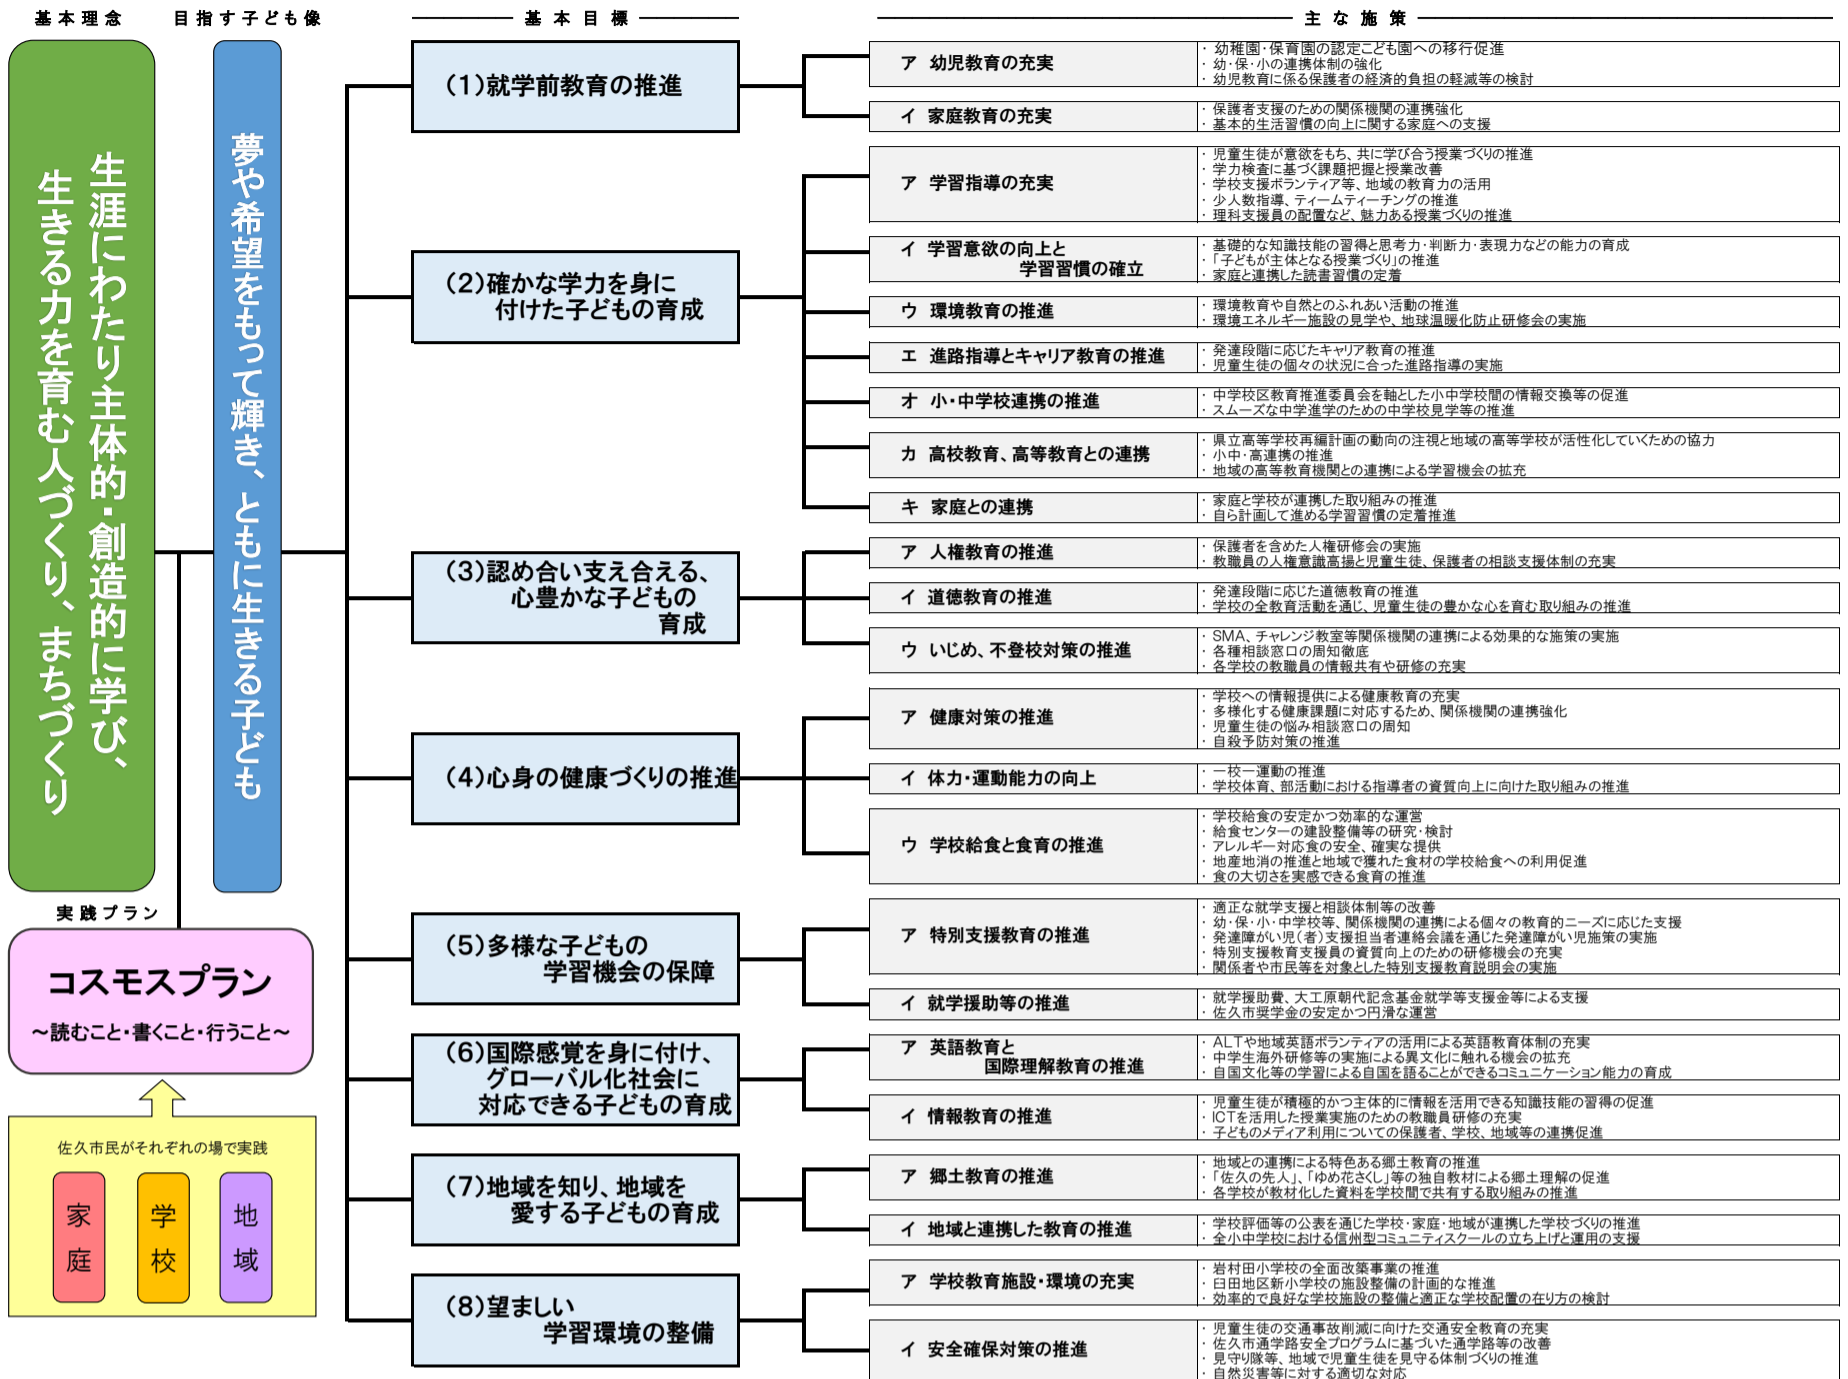 基本理念
目指す子ども像
基本目標
主な施策
生涯にわたり主体的・創造的に学び、
生きる力を育む人づくり、まちづくり
夢や希望をもって輝き、ともに生きる子ども
実践プラン
コスモスプラン
～読むこと・書くこと・行うこと～
佐久市民がそれぞれの場で実践
家庭
学校
地域
(1)就学前教育の推進
ア 幼児教育の充実
・ 幼稚園・保育園の認定こども園への移行促進
・ 幼・保・小の連携体制の強化
・ 幼児教育に係る保護者の経済的負担の軽減等の検討
イ 家庭教育の充実
・ 保護者支援のための関係機関の連携強化
・ 基本的生活習慣の向上に関する家庭への支援
(2)確かな学力を身に
付けた子どもの育成
ア 学習指導の充実
・ 児童生徒が意欲をもち、共に学び合う授業づくりの推進
・ 学力検査に基づく課題把握と授業改善
・ 学校支援ボランティア等、地域の教育力の活用
・ 少人数指導、ティームティーチングの推進
・ 理科支援員の配置など、魅力ある授業づくりの推進
イ 学習意欲の向上と
学習習慣の確立
・ 基礎的な知識技能の習得と思考力・判断力・表現力などの能力の育成
・ 「子どもが主体となる授業づくり」の推進
・ 家庭と連携した読書習慣の定着
ウ 環境教育の推進
・ 環境教育や自然とのふれあい活動の推進
・ 環境エネルギー施設の見学や、地球温暖化防止研修会の実施
エ 進路指導とキャリア教育の推進
・ 発達段階に応じたキャリア教育の推進
・ 児童生徒の個々の状況に合った進路指導の実施
オ 小・中学校連携の推進
・ 中学校区教育推進委員会を軸とした小中学校間の情報交換等の促進
・ スムーズな中学進学のための中学校見学等の推進
カ 高校教育、高等教育との連携
・ 県立高等学校再編計画の動向の注視と地域の高等学校が活性化していくための協力
・ 小中・高連携の推進
・ 地域の高等教育機関との連携による学習機会の拡充
キ 家庭との連携
・ 家庭と学校が連携した取り組みの推進
・ 自ら計画して進める学習習慣の定着推進
(3)認め合い支え合える、
心豊かな子どもの
育成
ア 人権教育の推進
・ 保護者を含めた人権研修会の実施
・ 教職員の人権意識高揚と児童生徒、保護者の相談支援体制の充実
イ 道徳教育の推進
・ 発達段階に応じた道徳教育の推進
・ 学校の全教育活動を通じ、児童生徒の豊かな心を育む取り組みの推進
ウ いじめ、不登校対策の推進
・ SMA、チャレンジ教室等関係機関の連携による効果的な施策の実施
・ 各種相談窓口の周知徹底
・ 各学校の教職員の情報共有や研修の充実
(4)心身の健康づくりの推進
ア 健康対策の推進
・ 学校への情報提供による健康教育の充実
・ 多様化する健康課題に対応するため、関係機関の連携強化
・ 児童生徒の悩み相談窓口の周知
・ 自殺予防対策の推進
イ 体力・運動能力の向上
・ 一校一運動の推進
・ 学校体育、部活動における指導者の資質向上に向けた取り組みの推進
ウ 学校給食と食育の推進
・ 学校給食の安定かつ効率的な運営
・ 給食センターの建設整備等の研究・検討
・ アレルギー対応食の安全、確実な提供
・ 地産地消の推進と地域で獲れた食材の学校給食への利用促進
・ 食の大切さを実感できる食育の推進
(5)多様な子どもの
学習機会の保障
ア 特別支援教育の推進
・ 適正な就学支援と相談体制等の改善
・ 幼・保・小・中学校等、関係機関の連携による個々の教育的ニーズに応じた支援
・ 発達障がい児(者)支援担当者連絡会議を通じた発達障がい児施策の実施
・ 特別支援教育支援員の資質向上のための研修機会の充実
・ 関係者や市民等を対象とした特別支援教育説明会の実施
イ 就学援助等の推進
・ 就学援助費、大工原朝代記念基金就学等支援金等による支援
・ 佐久市奨学金の安定かつ円滑な運営
(6)国際感覚を身に付け、
グローバル化社会に
対応できる子どもの育成
ア 英語教育と
国際理解教育の推進
・ ALTや地域英語ボランティアの活用による英語教育体制の充実
・ 中学生海外研修等の実施による異文化に触れる機会の拡充
・ 自国文化等の学習による自国を語ることができるコミュニケーション能力の育成
イ 情報教育の推進
・ 児童生徒が積極的かつ主体的に情報を活用できる知識技能の習得の促進
・ ICTを活用した授業実施のための教職員研修の充実
・ 子どものメディア利用についての保護者、学校、地域等の連携促進
(7)地域を知り、地域を
愛する子どもの育成
ア 郷土教育の推進
・ 地域との連携による特色ある郷土教育の推進
・ 「佐久の先人」、「ゆめ花さくし」等の独自教材による郷土理解の促進
・ 各学校が教材化した資料を学校間で共有する取り組みの推進
イ 地域と連携した教育の推進
・ 学校評価等の公表を通じた学校・家庭・地域が連携した学校づくりの推進
・ 全小中学校における信州型コミュニティスクールの立ち上げと運用の支援
(8)望ましい
学習環境の整備
ア 学校教育施設・環境の充実
・ 岩村田小学校の全面改築事業の推進
・ 臼田地区新小学校の施設整備の計画的な推進
・ 効率的で良好な学校施設の整備と適正な学校配置の在り方の検討
イ 安全確保対策の推進
・ 児童生徒の交通事故削減に向けた交通安全教育の充実
・ 佐久市通学路安全プログラムに基づいた通学路等の改善
・ 見守り隊等、地域で児童生徒を見守る体制づくりの推進
・ 自然災害等に対する適切な対応